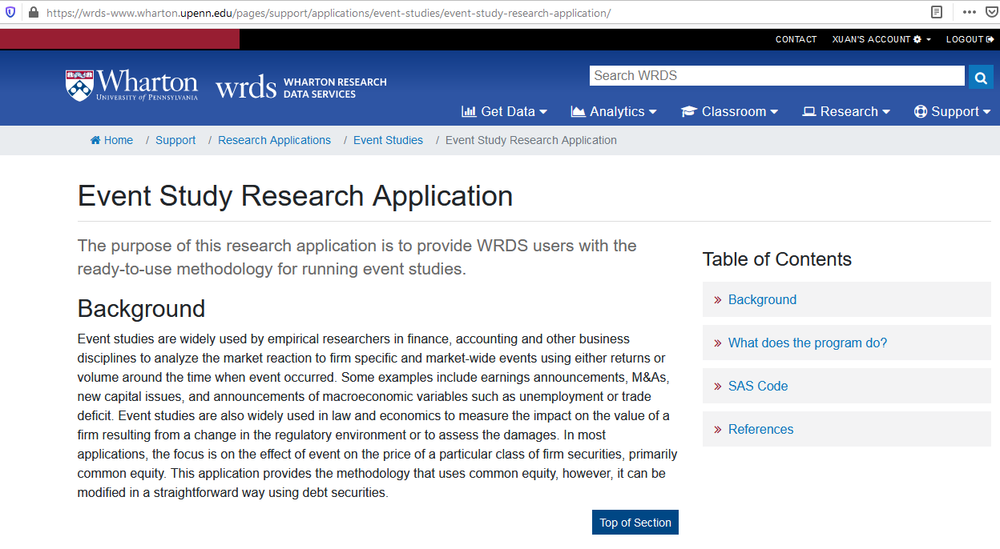 https://wrds-www.wharton.upenn.edu/pages/support/applications/event-studies/event-study-research-application/
CONTACT XUAN'S ACCOUNT LOGOUT
Wharton
UNIVERSITY of PENNSYLVANIA
wrds WHARTON RESEARCH
DATA SERVICES
Search WRDS
Get Data Analytics Classroom Research Support
Home / Support / Research Applications / Event Studies / Event Study Research Application
Event Study Research Application
The purpose of this research application is to provide WRDS users with the
ready-to-use methodology for running event studies.
Background
Event studies are widely used by empirical researchers in finance, accounting and other business
disciplines to analyze the market reaction to firm specific and market-wide events using either returns or
volume around the time when event occurred. Some examples include earnings announcements, M&As,
new capital issues, and announcements of macroeconomic variables such as unemployment or trade
deficit. Event studies are also widely used in law and economics to measure the impact on the value of a
firm resulting from a change in the regulatory environment or to assess the damages. In most
applications, the focus is on the effect of event on the price of a particular class of firm securities, primarily
common equity. This application provides the methodology that uses common equity, however, it can be
modified in a straightforward way using debt securities.
Top of Section
Table of Contents
» Background
» What does the program do?
» SAS Code
» References